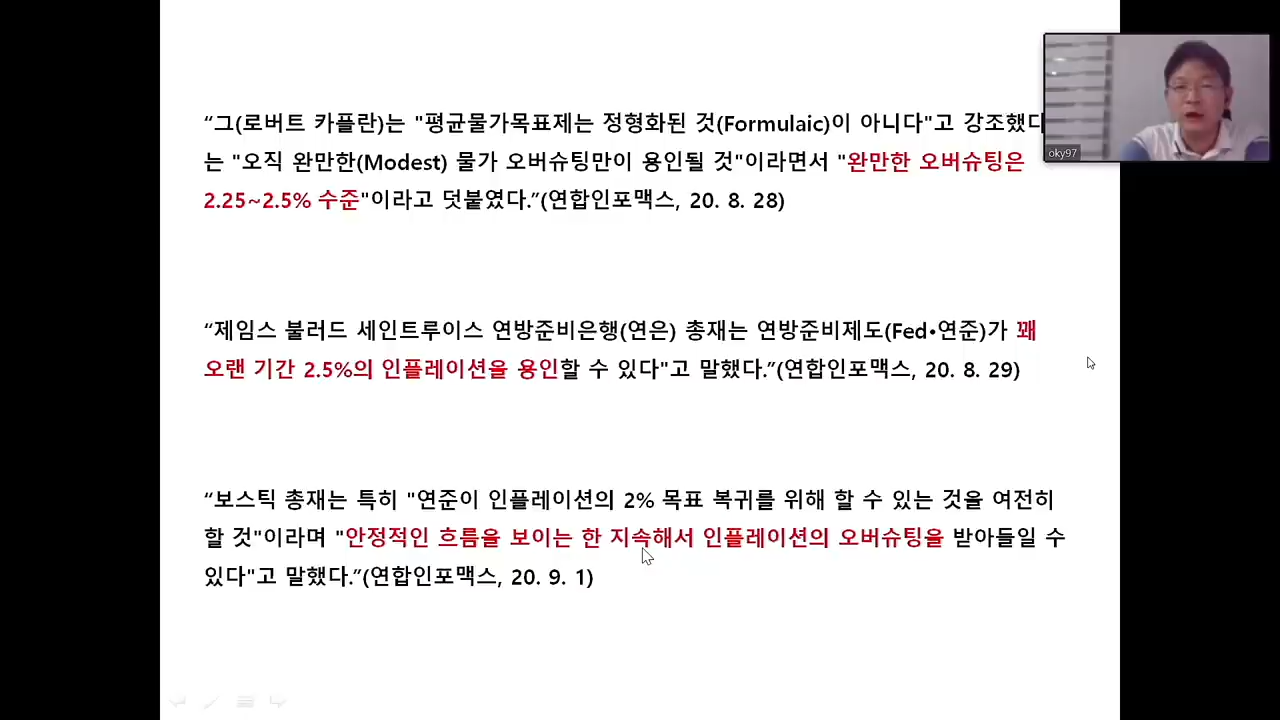 “그(로버트 카플란)는 "평균물가목표제는 정형화된 것(Formulaic)이 아니다"고 강조했다
는 "오직 완만한(Modest) 물가 오버슈팅만이 용인될 것"이라면서 "완만한 오버슈팅은
2.25~2.5% 수준"이라고 덧붙였다.”(연합인포맥스, 20. 8. 28)
“제임스 불러드 세인트루이스 연방준비은행(연은) 총재는 연방준비제도(Fed•연준)가 꽤
오랜 기간 2.5%의 인플레이션을 용인할 수 있다"고 말했다.”(연합인포맥스, 20. 8. 29)
“보스틱 총재는 특히 "연준이 인플레이션의 2% 목표 복귀를 위해 할 수 있는 것을 여전히
할 것"이라며 "안정적인 흐름을 보이는 한 지속해서 인플레이션의 오버슈팅을 받아들일 수
있다"고 말했다.”(연합인포맥스, 20. 9. 1)
oky97